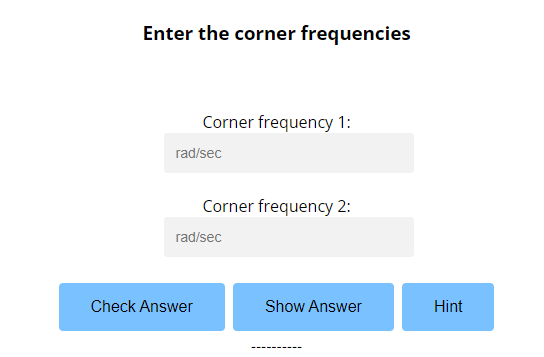 Enter the corner frequencies
Corner frequency 1:
rad/sec
Corner frequency 2:
rad/sec
Check Answer Show Answer Hint
----------